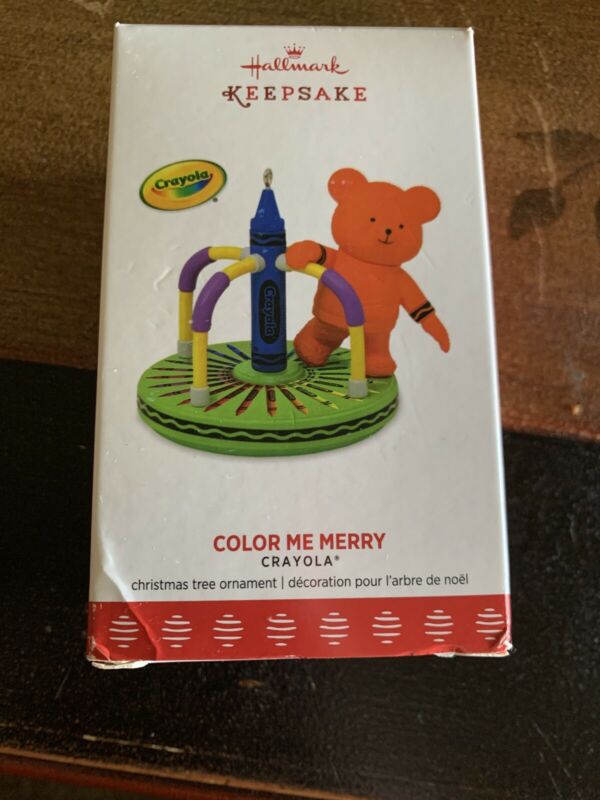 Hallmark
KEEPSAKE
Crayola®
Crayola
COLOR ME MERRY
CRAYOLA®
christmas tree ornament | décoration pour l'arbre de noël